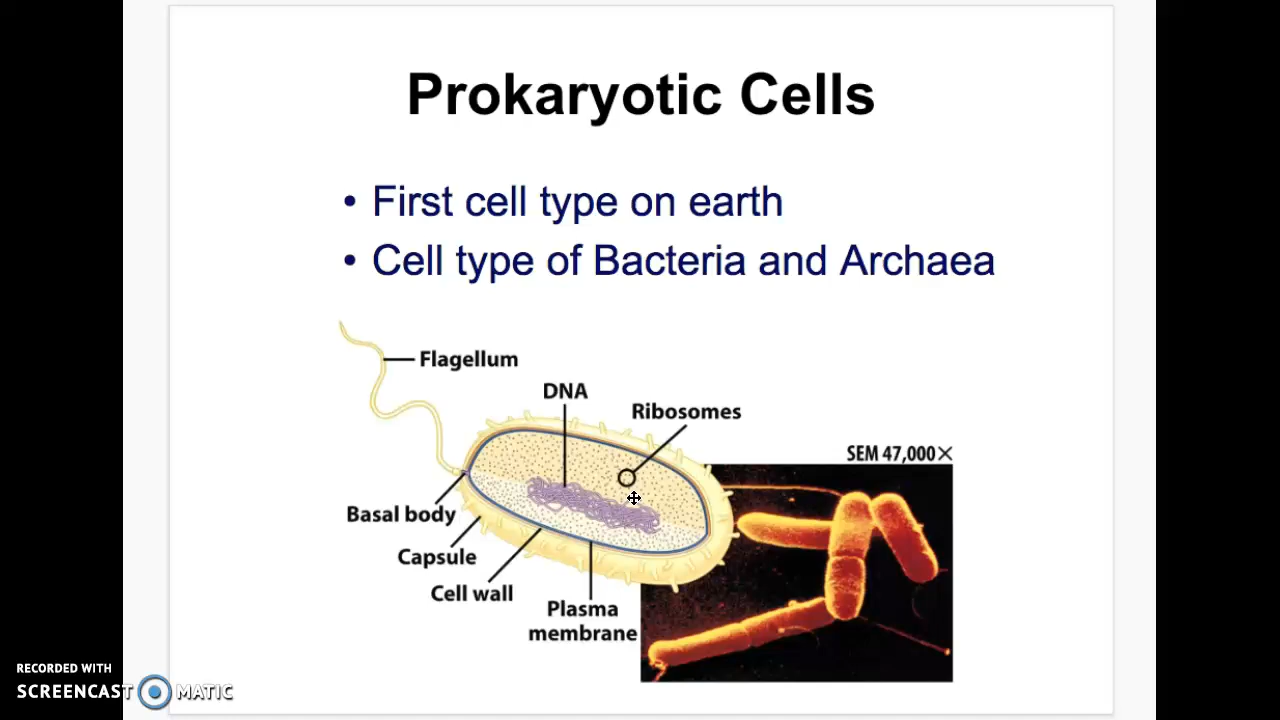 Prokaryotic Cells
• First cell type on earth
• Cell type of Bacteria and Archaea
Flagellum
DNA
Ribosomes
SEM 47,000×
Basal body
Capsule
Cell wall
Plasma
membrane
RECORDED WITH
SCREENCAST MATIC